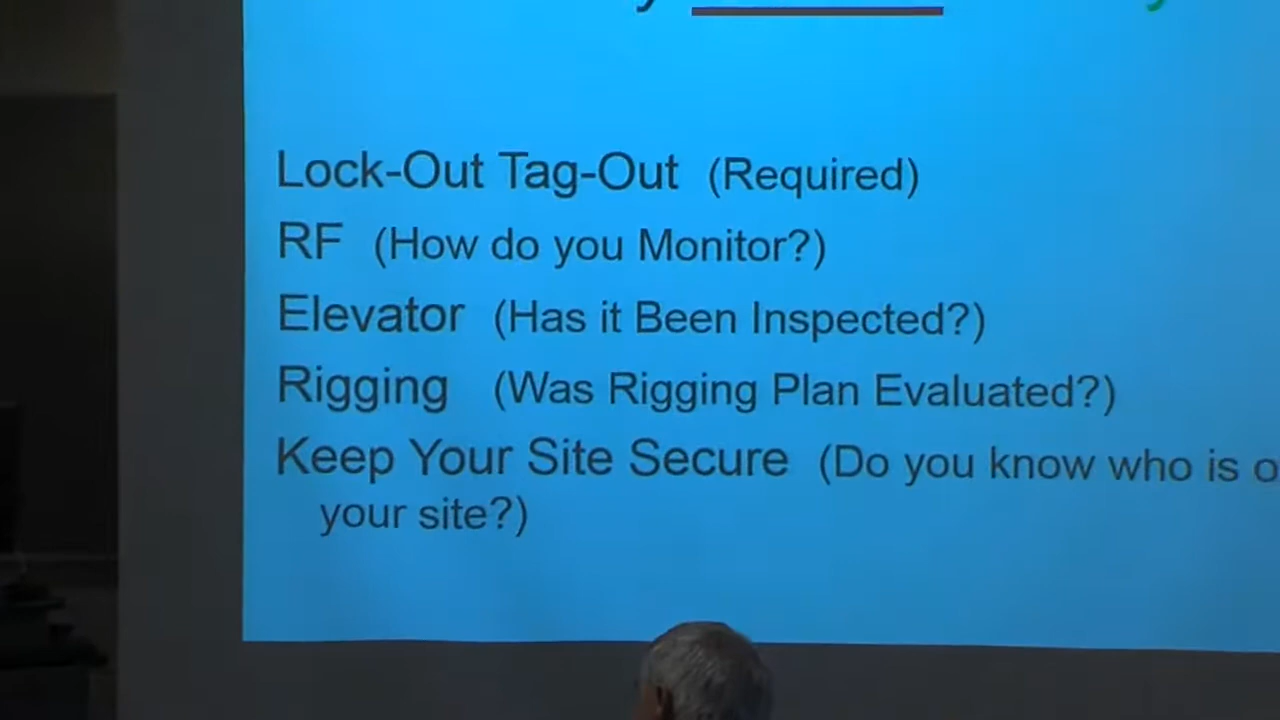 Lock-Out Tag-Out (Required)
RF (How do you Monitor?)
Elevator (Has it Been Inspected?)
Rigging (Was Rigging Plan Evaluated?)
Keep Your Site Secure (Do you know who is
your site?)